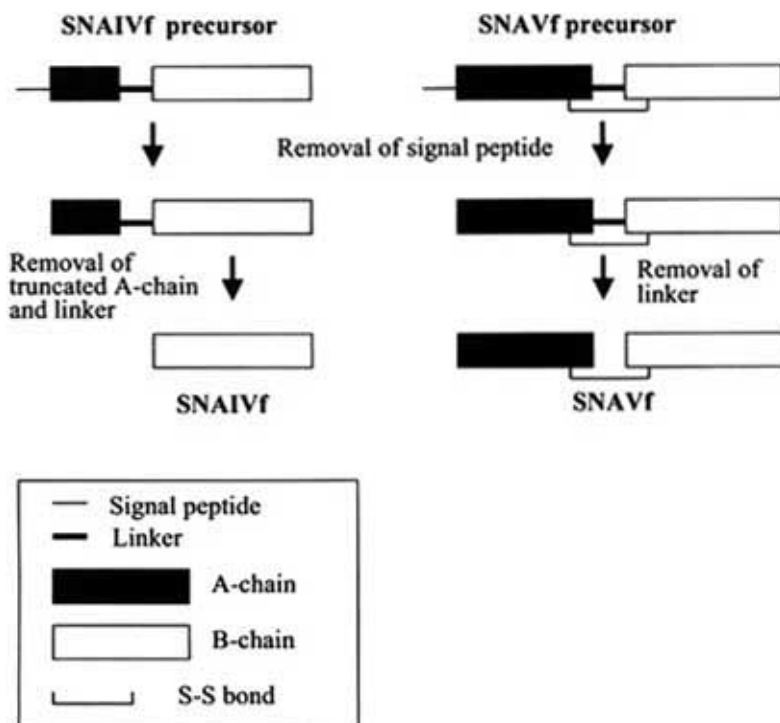 SNAIVf precursor
SNAVf precursor
Removal of signal peptide
Removal of
truncated A-chain
and linker
Removal of
linker
SNAIVf
SNAVf
Signal peptide
Linker
A-chain
B-chain
S-S bond